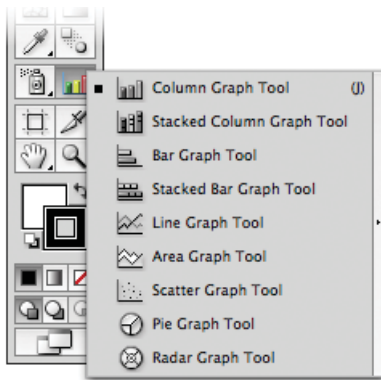 Column Graph Tool (J)
Stacked Column Graph Tool
Bar Graph Tool
Stacked Bar Graph Tool
Line Graph Tool
Area Graph Tool
Scatter Graph Tool
Pie Graph Tool
Radar Graph Tool